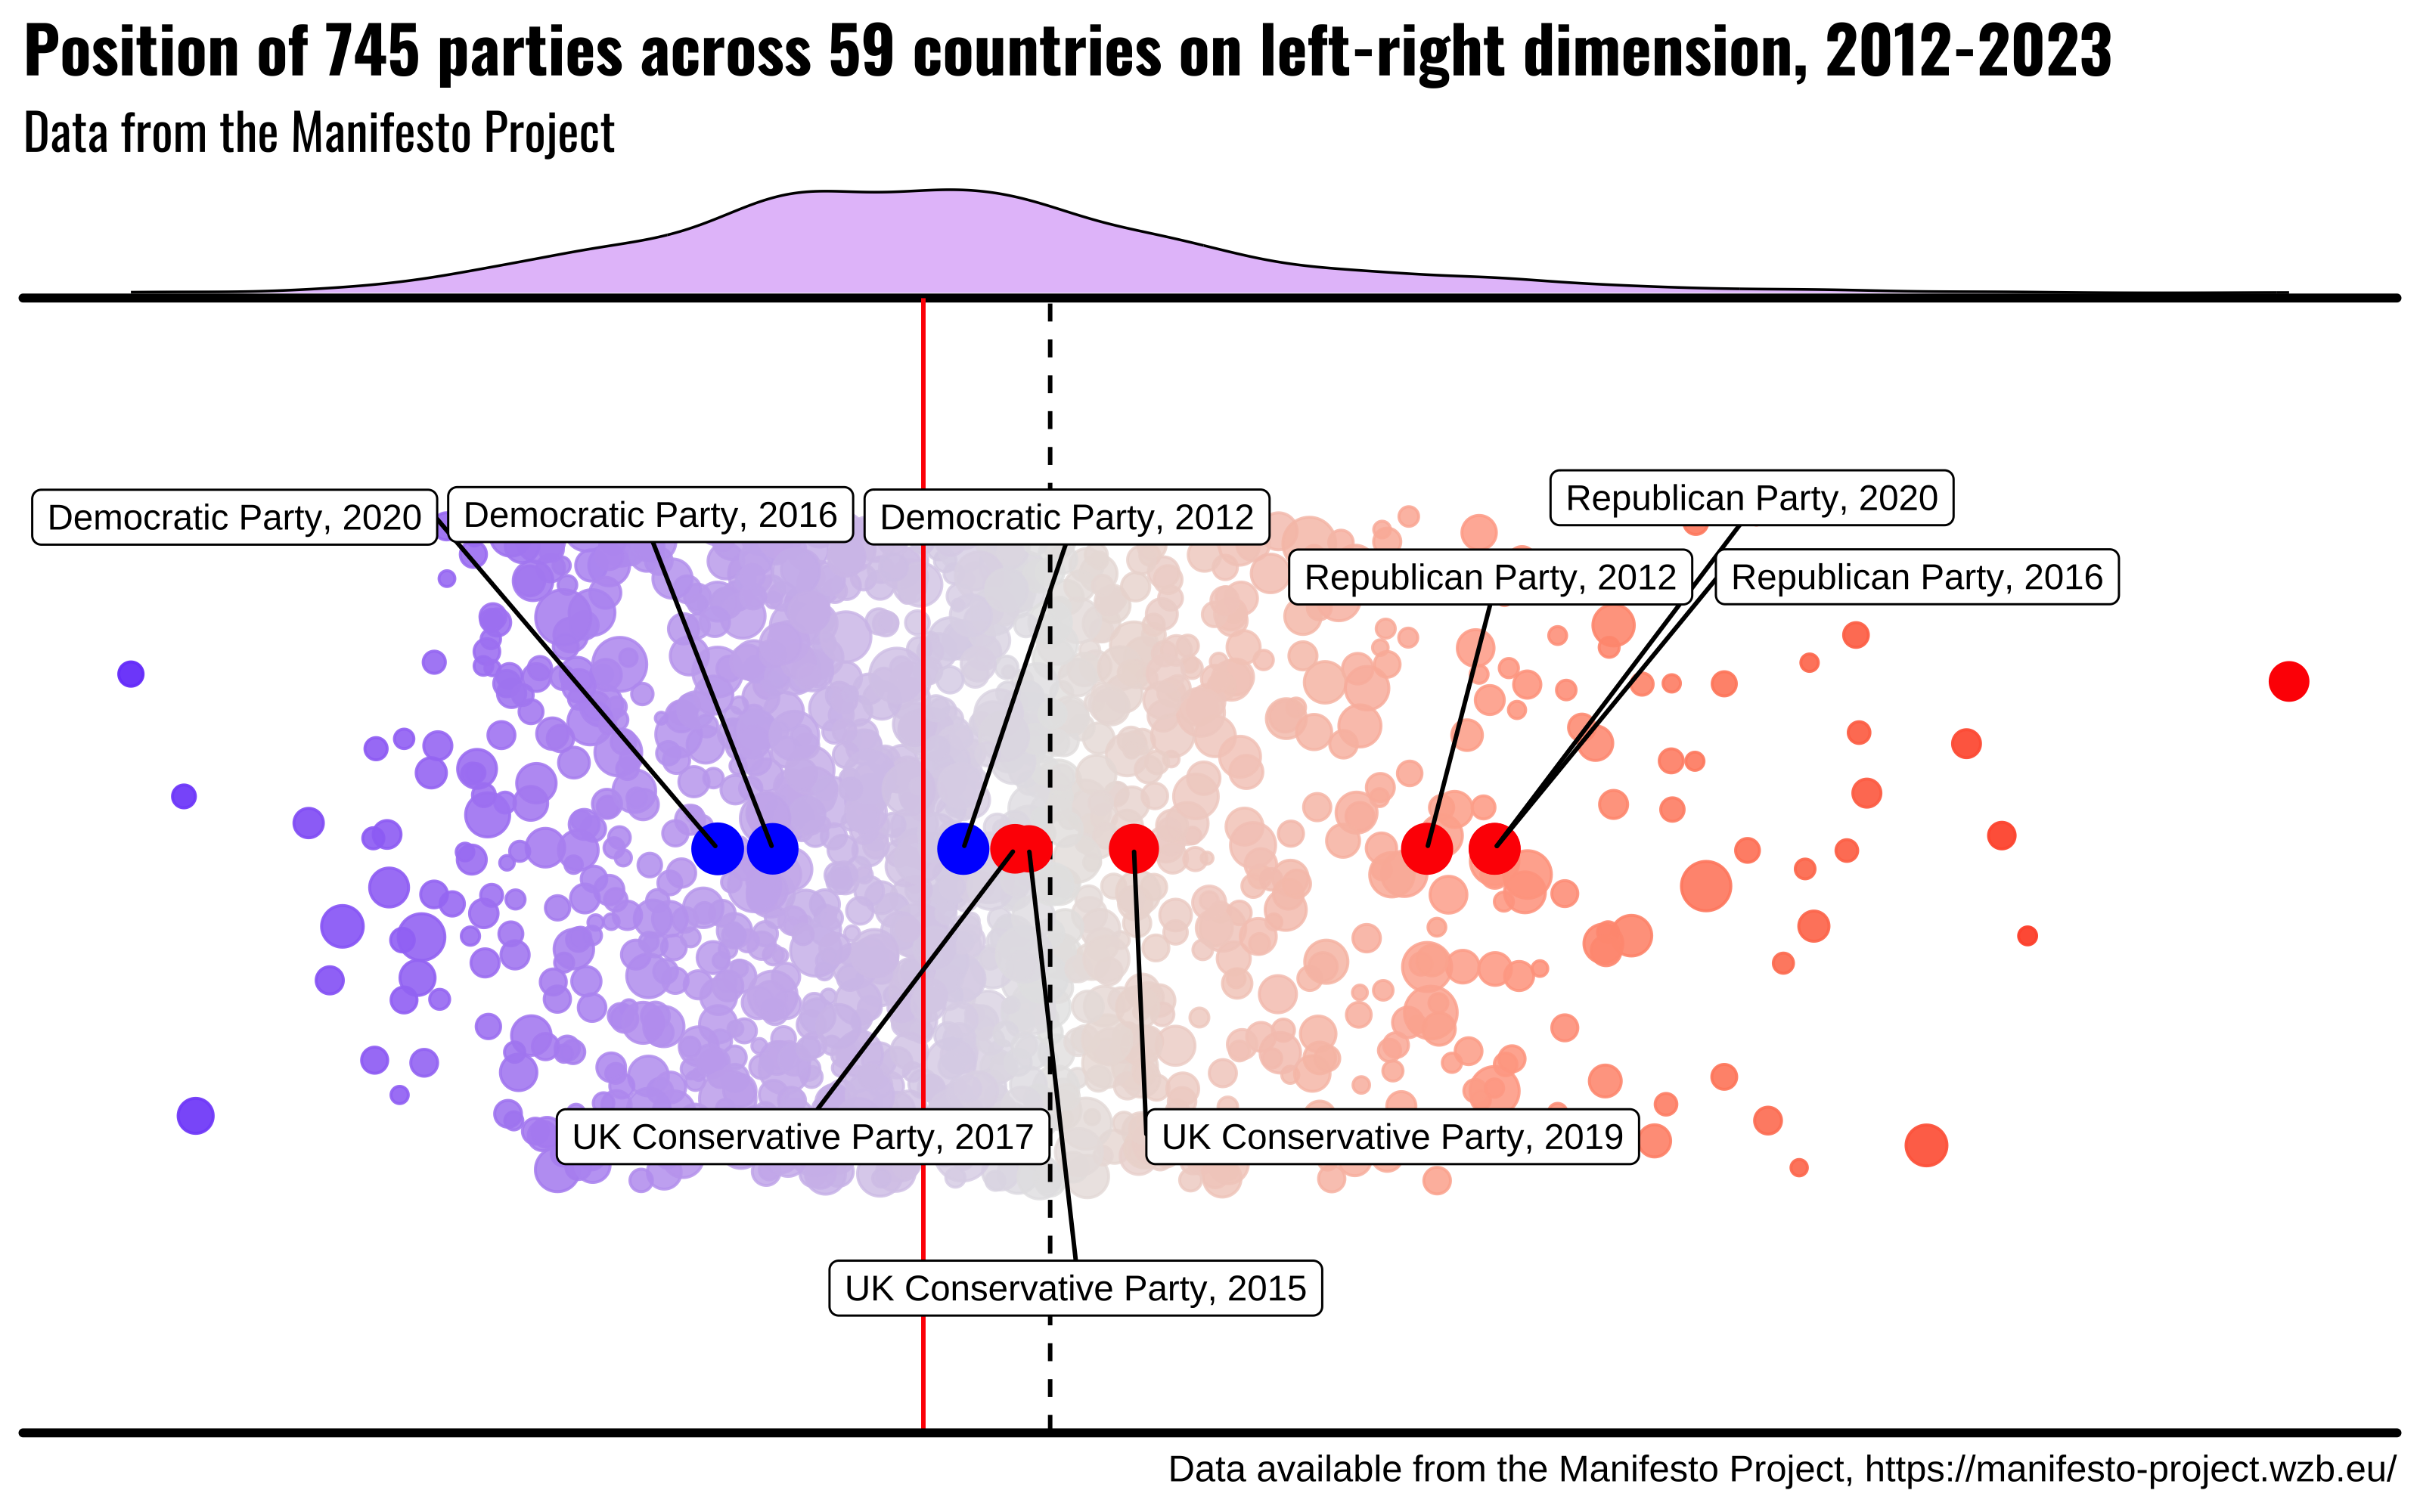 Position of 745 parties across 59 countries on left-right dimension, 2012-2023
Data from the Manifesto Project
Democratic Party, 2020
Democratic Party, 2016
Democratic Party, 2012
Republican Party, 2020
Republican Party, 2012
Republican Party, 2016
UK Conservative Party, 2017
UK Conservative Party, 2019
UK Conservative Party, 2015
Data available from the Manifesto Project, https://manifesto-project.wzb.eu/